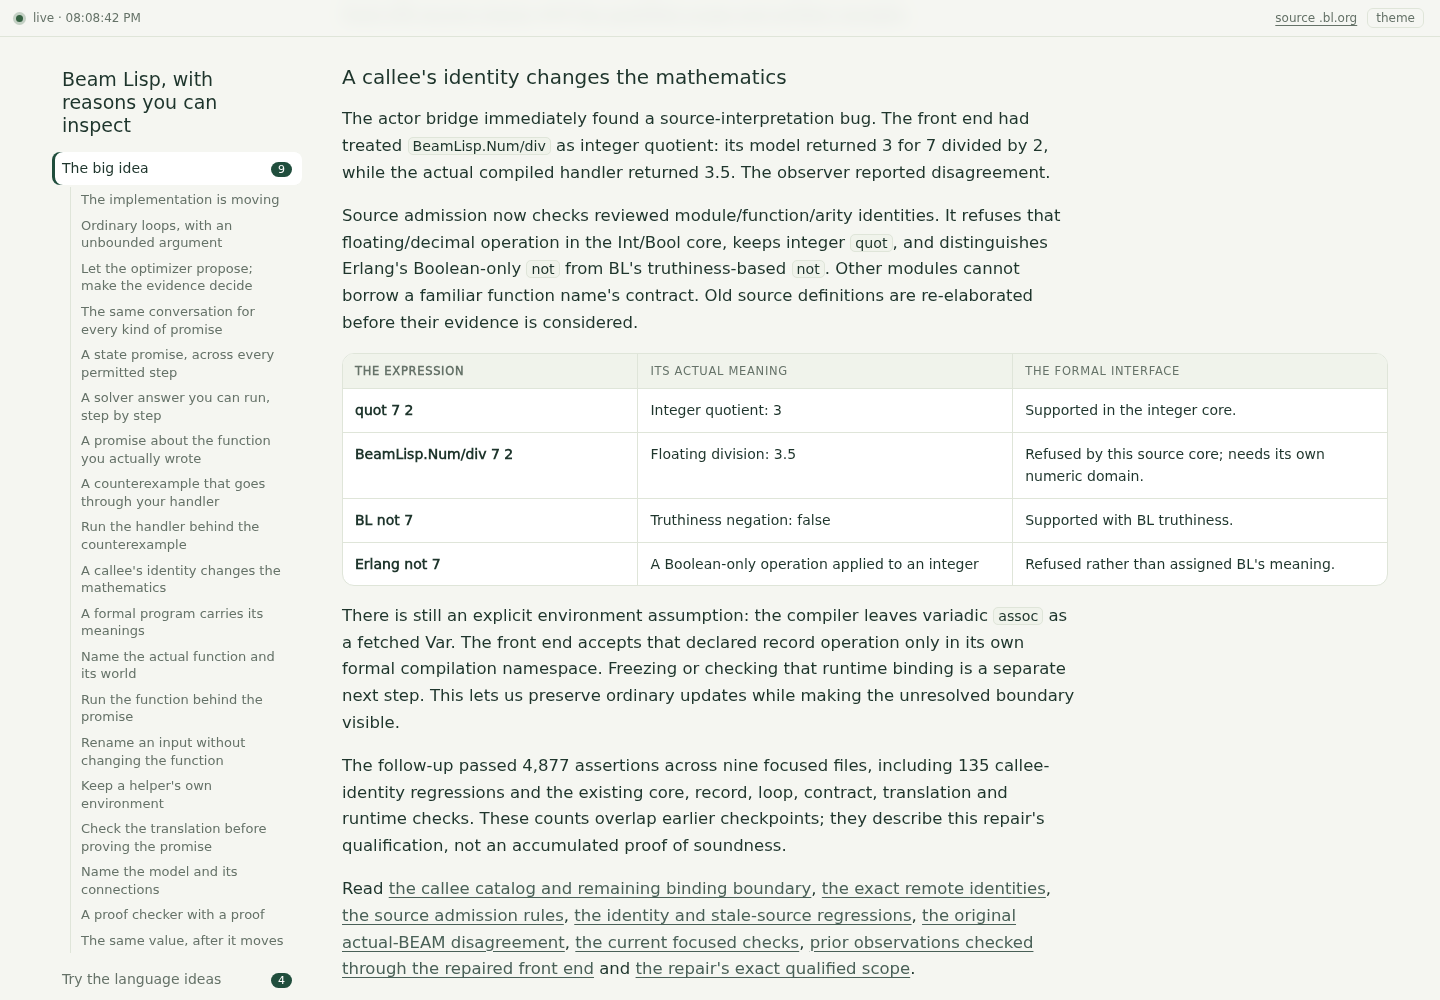 live · 08:08:42 PM
source .bl.org
theme
Beam Lisp, with
reasons you can
inspect
The big idea 9
The implementation is moving
Ordinary loops, with an
unbounded argument
Let the optimizer propose;
make the evidence decide
The same conversation for
every kind of promise
A state promise, across every
permitted step
A solver answer you can run,
step by step
A promise about the function
you actually wrote
A counterexample that goes
through your handler
Run the handler behind the
counterexample
A callee's identity changes the
mathematics
A formal program carries its
meanings
Name the actual function and
its world
Run the function behind the
promise
Rename an input without
changing the function
Keep a helper's own
environment
Check the translation before
proving the promise
Name the model and its
connections
A proof checker with a proof
The same value, after it moves
Try the language ideas 4
A callee's identity changes the mathematics
The actor bridge immediately found a source-interpretation bug. The front end had
treated BeamLisp.Num/div as integer quotient: its model returned 3 for 7 divided by 2,
while the actual compiled handler returned 3.5. The observer reported disagreement.
Source admission now checks reviewed module/function/arity identities. It refuses that
floating/decimal operation in the Int/Bool core, keeps integer quot, and distinguishes
Erlang's Boolean-only not from BL's truthiness-based not. Other modules cannot
borrow a familiar function name's contract. Old source definitions are re-elaborated
before their evidence is considered.
THE EXPRESSION ITS ACTUAL MEANING THE FORMAL INTERFACE
quot 7 2 Integer quotient: 3 Supported in the integer core.
BeamLisp.Num/div 7 2 Floating division: 3.5 Refused by this source core; needs its own
numeric domain.
BL not 7 Truthiness negation: false Supported with BL truthiness.
Erlang not 7 A Boolean-only operation applied to an integer Refused rather than assigned BL's meaning.
There is still an explicit environment assumption: the compiler leaves variadic assoc as
a fetched Var. The front end accepts that declared record operation only in its own
formal compilation namespace. Freezing or checking that runtime binding is a separate
next step. This lets us preserve ordinary updates while making the unresolved boundary
visible.
The follow-up passed 4,877 assertions across nine focused files, including 135 callee-
identity regressions and the existing core, record, loop, contract, translation and
runtime checks. These counts overlap earlier checkpoints; they describe this repair's
qualification, not an accumulated proof of soundness.
Read the callee catalog and remaining binding boundary, the exact remote identities,
the source admission rules, the identity and stale-source regressions, the original
actual-BEAM disagreement, the current focused checks, prior observations checked
through the repaired front end and the repair's exact qualified scope.